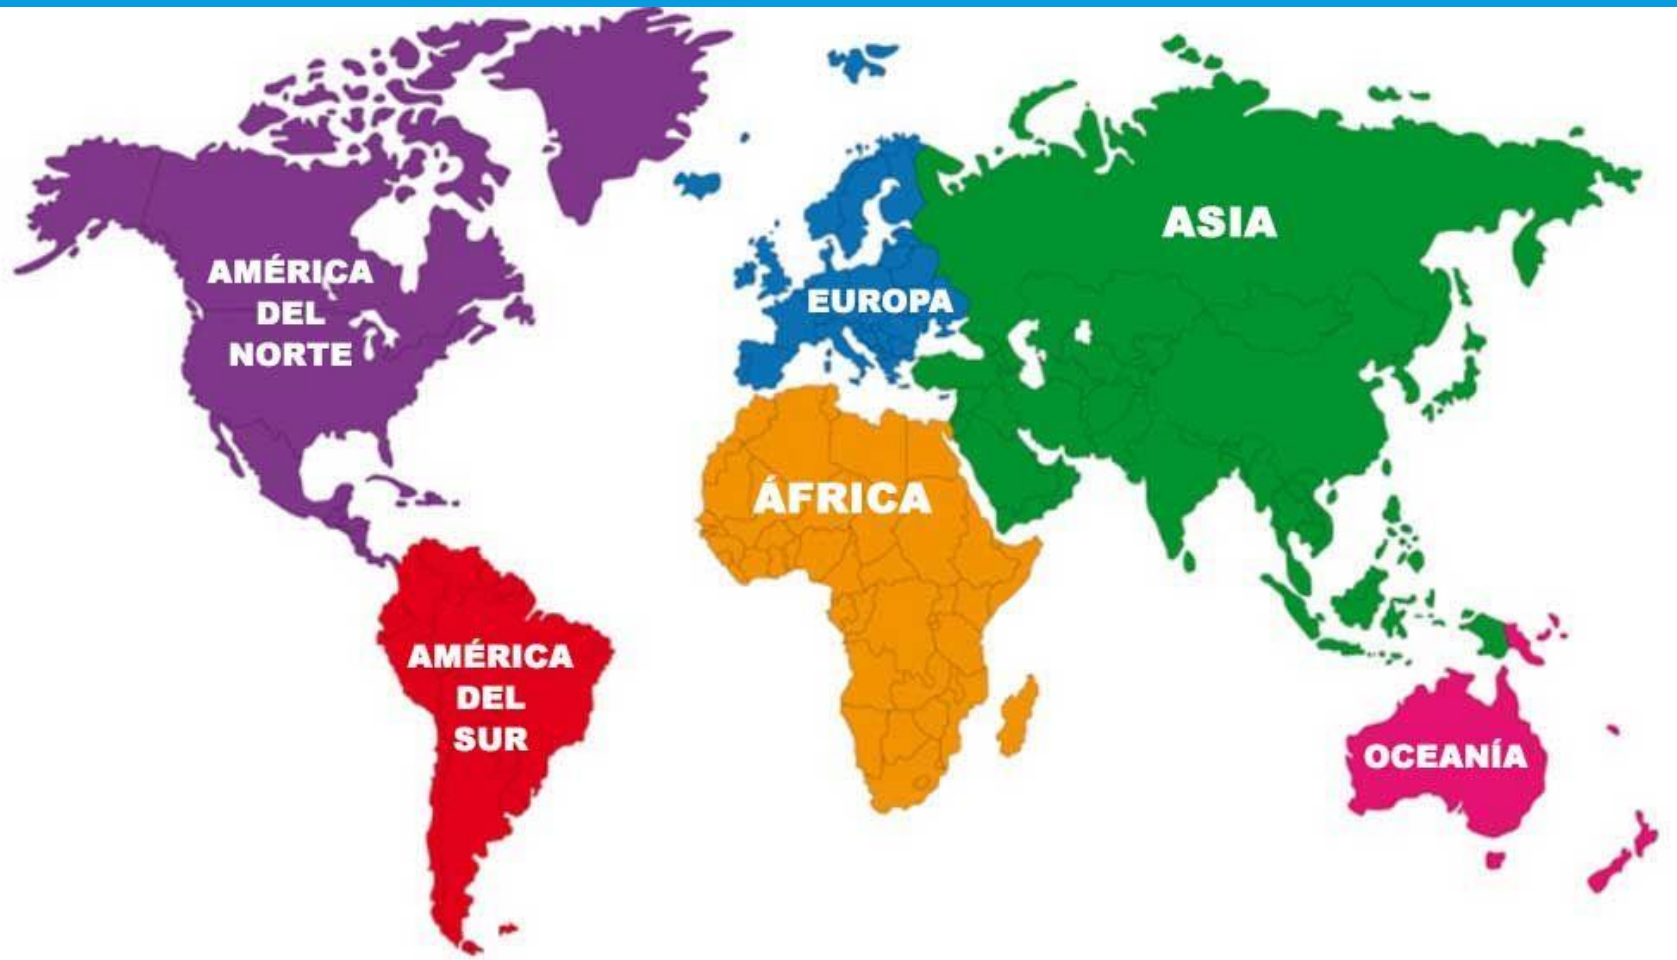 AMÉRICA
DEL
NORTE
ASIA
EUROPA
ÁFRICA
AMÉRICA
DEL
SUR
OCEANÍA